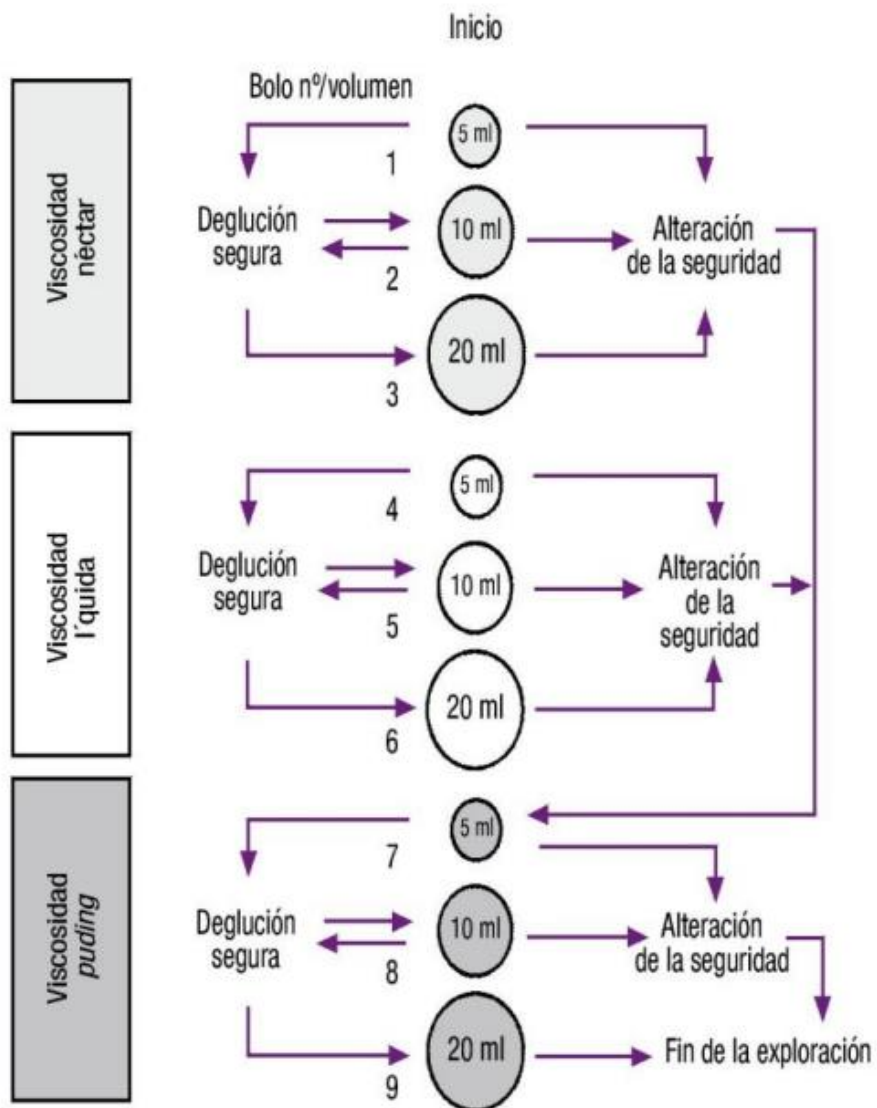 Inicio
Bolo nº/volumen
Viscosidad
néctar
5 ml
1
Deglución
segura
10 ml
2
Alteración
de la seguridad
20 ml
3
Viscosidad
l´quida
5 ml
4
Deglución
segura
10 ml
5
Alteración
de la
seguridad
20 ml
6
Viscosidad
puding
5 ml
7
Deglución
segura
10 ml
8
Alteración
de la seguridad
20 ml
9
Fin de la exploración